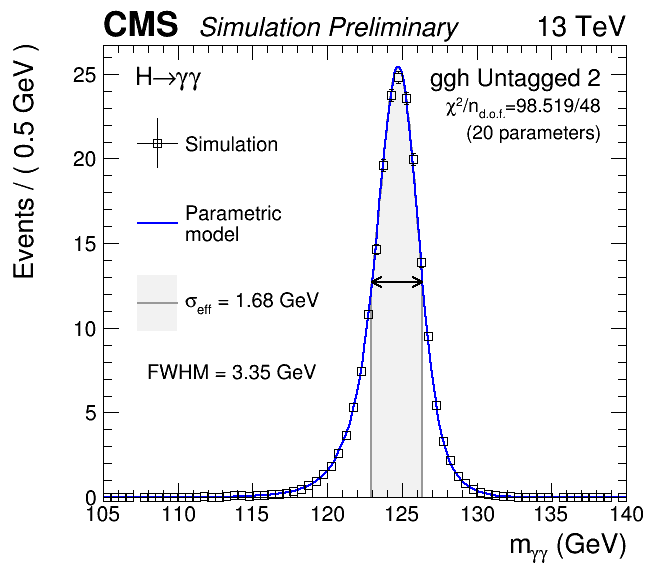 CMS Simulation Preliminary 13 TeV
Events / ( 0.5 GeV )
H→γγ
ggh Untagged 2
χ²/n_d.o.f.=98.519/48
(20 parameters)
Simulation
Parametric
model
σ_eff = 1.68 GeV
FWHM = 3.35 GeV
25
20
15
10
5
0
105 110 115 120 125 130 135 140
m_γγ (GeV)